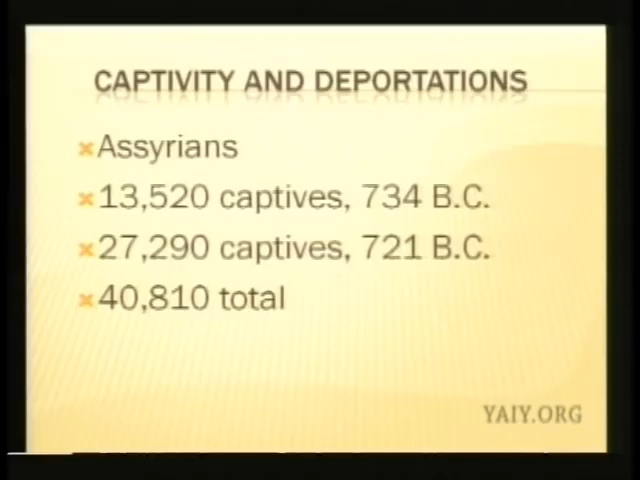 CAPTIVITY AND DEPORTATIONS
Assyrians
13,520 captives, 734 B.C.
27,290 captives, 721 B.C.
40,810 total
YAIY.ORG